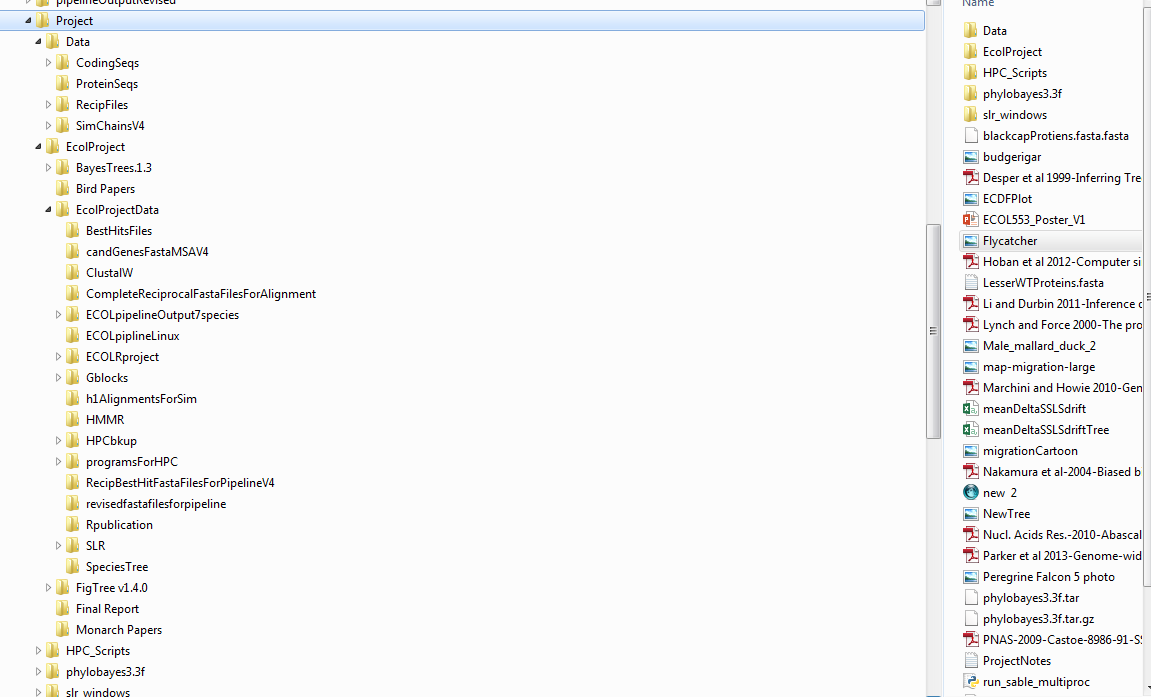 pipelineOutputRevised
Project
Data
CodingSeqs
ProteinSeqs
RecipFiles
SimChainsV4
EcolProject
BayesTrees.1.3
Bird Papers
EcolProjectData
BestHitsFiles
candGenesFastaMSAV4
ClustalW
CompleteReciprocalFastaFilesForAlignment
ECOLpipelineOutput7species
ECOLpiplineLinux
ECOLRproject
Gblocks
h1AlignmentsForSim
HMMR
HPCbkup
programsForHPC
RecipBestHitFastaFilesForPipelineV4
revisedfastafilesforpipeline
Rpublication
SLR
SpeciesTree
FigTree v1.4.0
Final Report
Monarch Papers
HPC_Scripts
phylobayes3.3f
slr_windows
Name
Data
EcolProject
HPC_Scripts
phylobayes3.3f
slr_windows
blackcapProtiens.fasta.fasta
budgerigar
Desper et al 1999-Inferring Tre
ECDFPlot
ECOL553_Poster_V1
Flycatcher
Hoban et al 2012-Computer si
LesserWTProteins.fasta
Li and Durbin 2011-Inference c
Lynch and Force 2000-The pro
Male_mallard_duck_2
map-migration-large
Marchini and Howie 2010-Gen
meanDeltaSSLSdrift
meanDeltaSSLSdriftTree
migrationCartoon
Nakamura et al-2004-Biased b
new 2
NewTree
Nucl. Acids Res.-2010-Abascal
Parker et al 2013-Genome-wid
Peregrine Falcon 5 photo
phylobayes3.3f.tar
phylobayes3.3f.tar.gz
PNAS-2009-Castoe-8986-91-S
ProjectNotes
run_sable_multiproc